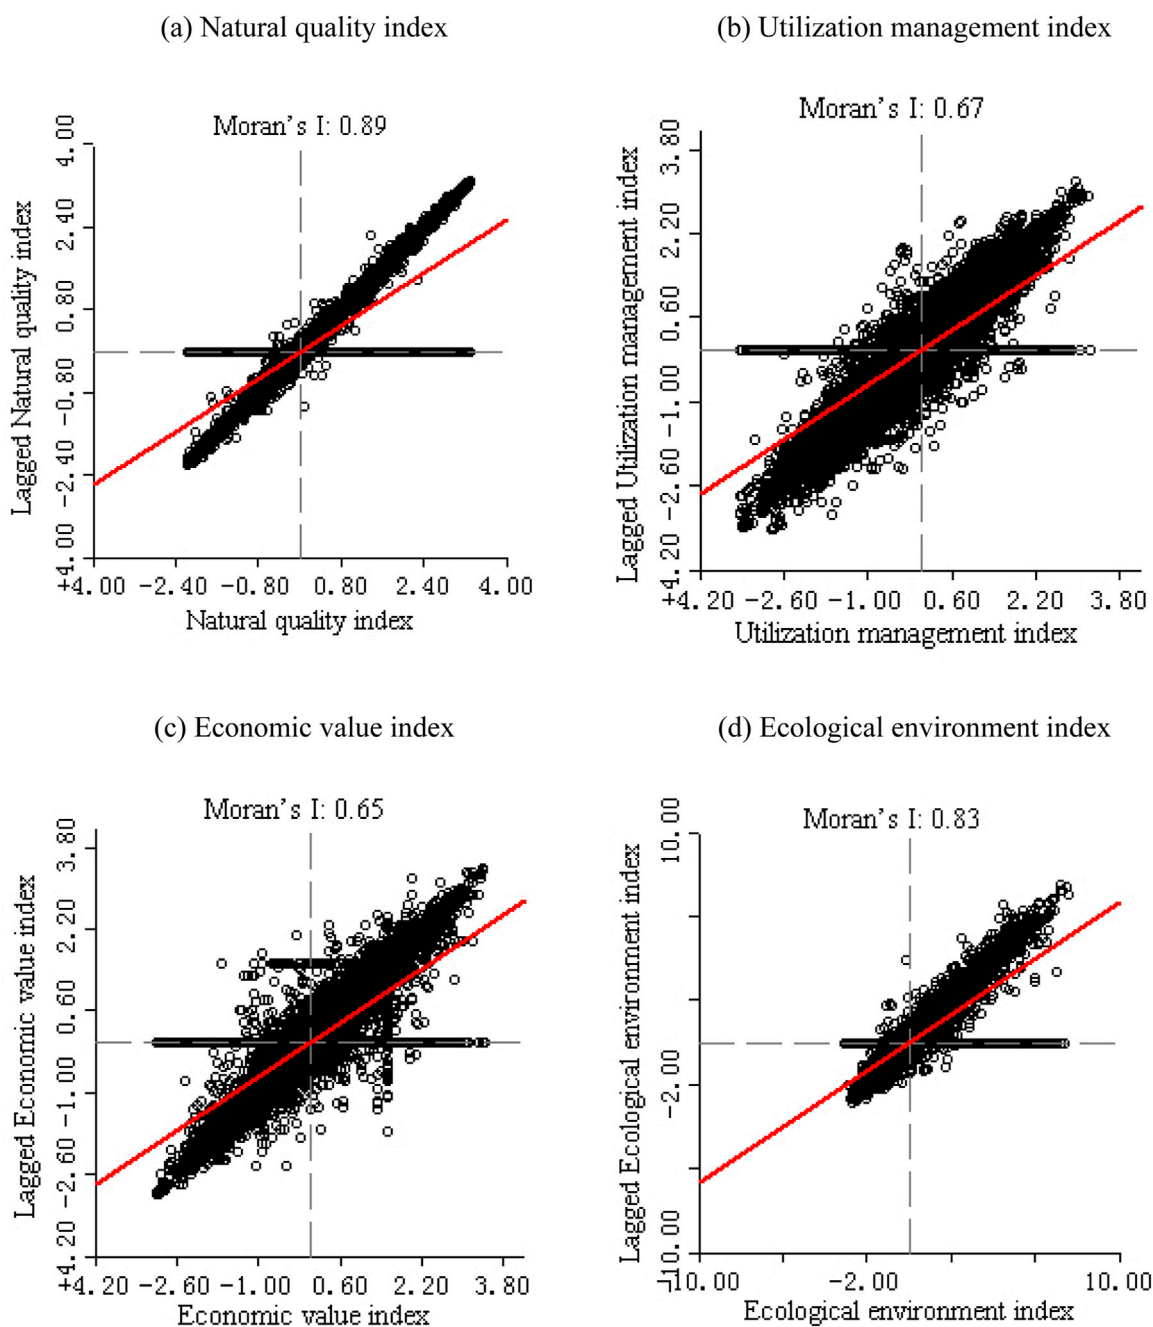 (a) Natural quality index
(b) Utilization management index
Moran's I: 0.89
Lagged Natural quality index
4.00
2.40
0.80
-0.80
-2.40
+4.00
+4.00 -2.40 -0.80 0.80 2.40 4.00
Natural quality index
Moran's I: 0.67
Lagged Utilization management index
3.80
2.20
0.60
-1.00
-2.60
+4.20
+4.20 -2.60 -1.00 0.60 2.20 3.80
Utilization management index
(c) Economic value index
(d) Ecological environment index
Moran's I: 0.65
Lagged Economic value index
3.80
2.20
0.60
-1.00
-2.60
+4.20
+4.20 -2.60 -1.00 0.60 2.20 3.80
Economic value index
Moran's I: 0.83
Lagged Ecological environment index
10.00
-2.00
-10.00
-10.00 -2.00 10.00
Ecological environment index